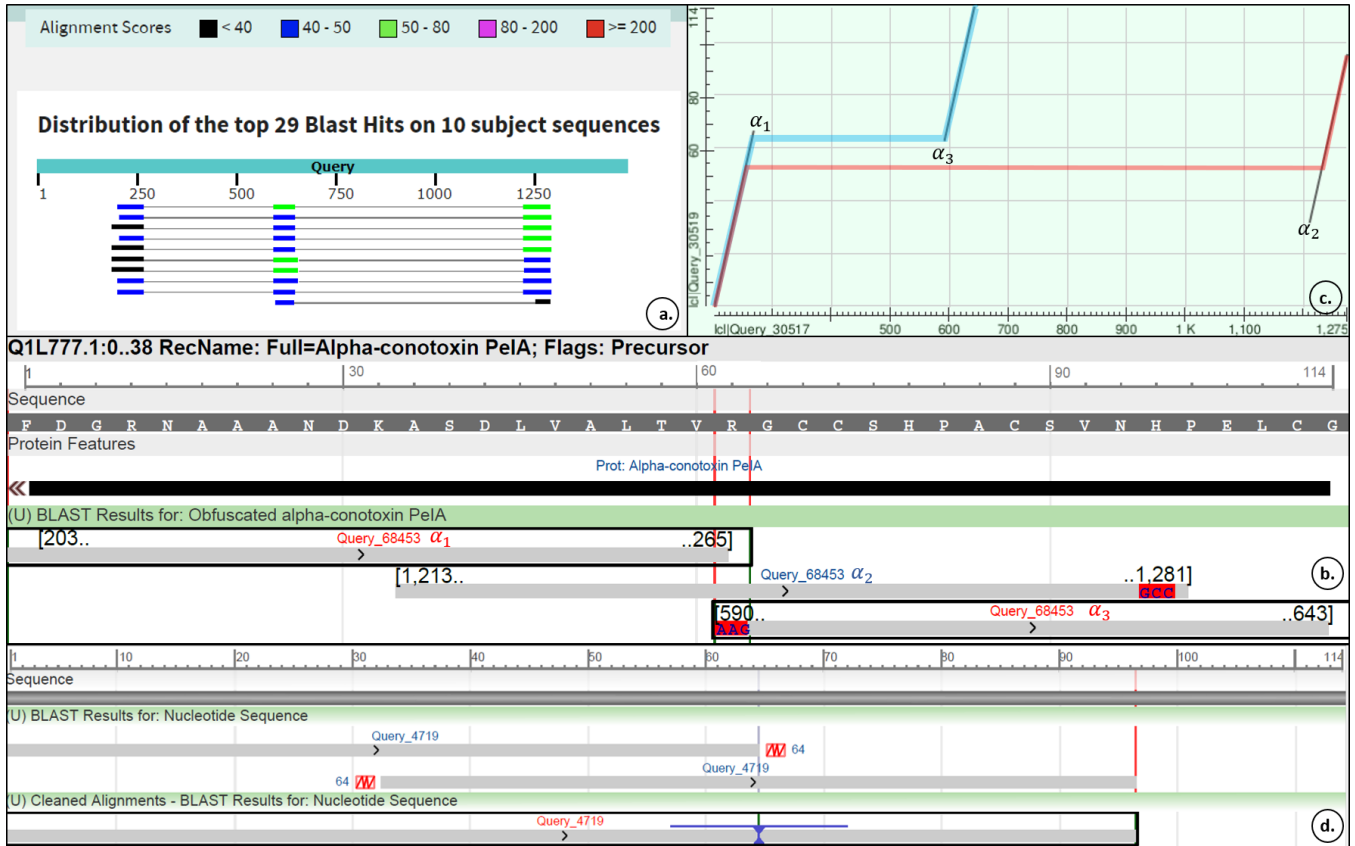 Alignment Scores < 40 40 - 50 50 - 80 80 - 200 >= 200
Distribution of the top 29 Blast Hits on 10 subject sequences
Query
1 250 500 750 1000 1250
a.
114
80
60
lcl|Query_30519
α1
α3
α2
c.
lcl|Query_30517 500 600 700 800 900 1 K 1,100 1,275
Q1L777.1:0..38 RecName: Full=Alpha-conotoxin PeIA; Flags: Precursor
1 30 60 90 114
Sequence
F D G R N A A A N D K A S D L V A L T V R G C C S H P A C S V N H P E L C G
Protein Features
Prot: Alpha-conotoxin PeIA
(U) BLAST Results for: Obfuscated alpha-conotoxin PeIA
[203.. Query_68453 α1 ..265]
[1,213.. Query_68453 α2 ..1,281]
GCC
b.
[590.. Query_68453 α3 ..643]
AAG
1 10 20 30 40 50 60 70 80 90 100 114
Sequence
(U) BLAST Results for: Nucleotide Sequence
Query_4719
64
64 Query_4719
(U) Cleaned Alignments - BLAST Results for: Nucleotide Sequence
Query_4719
d.